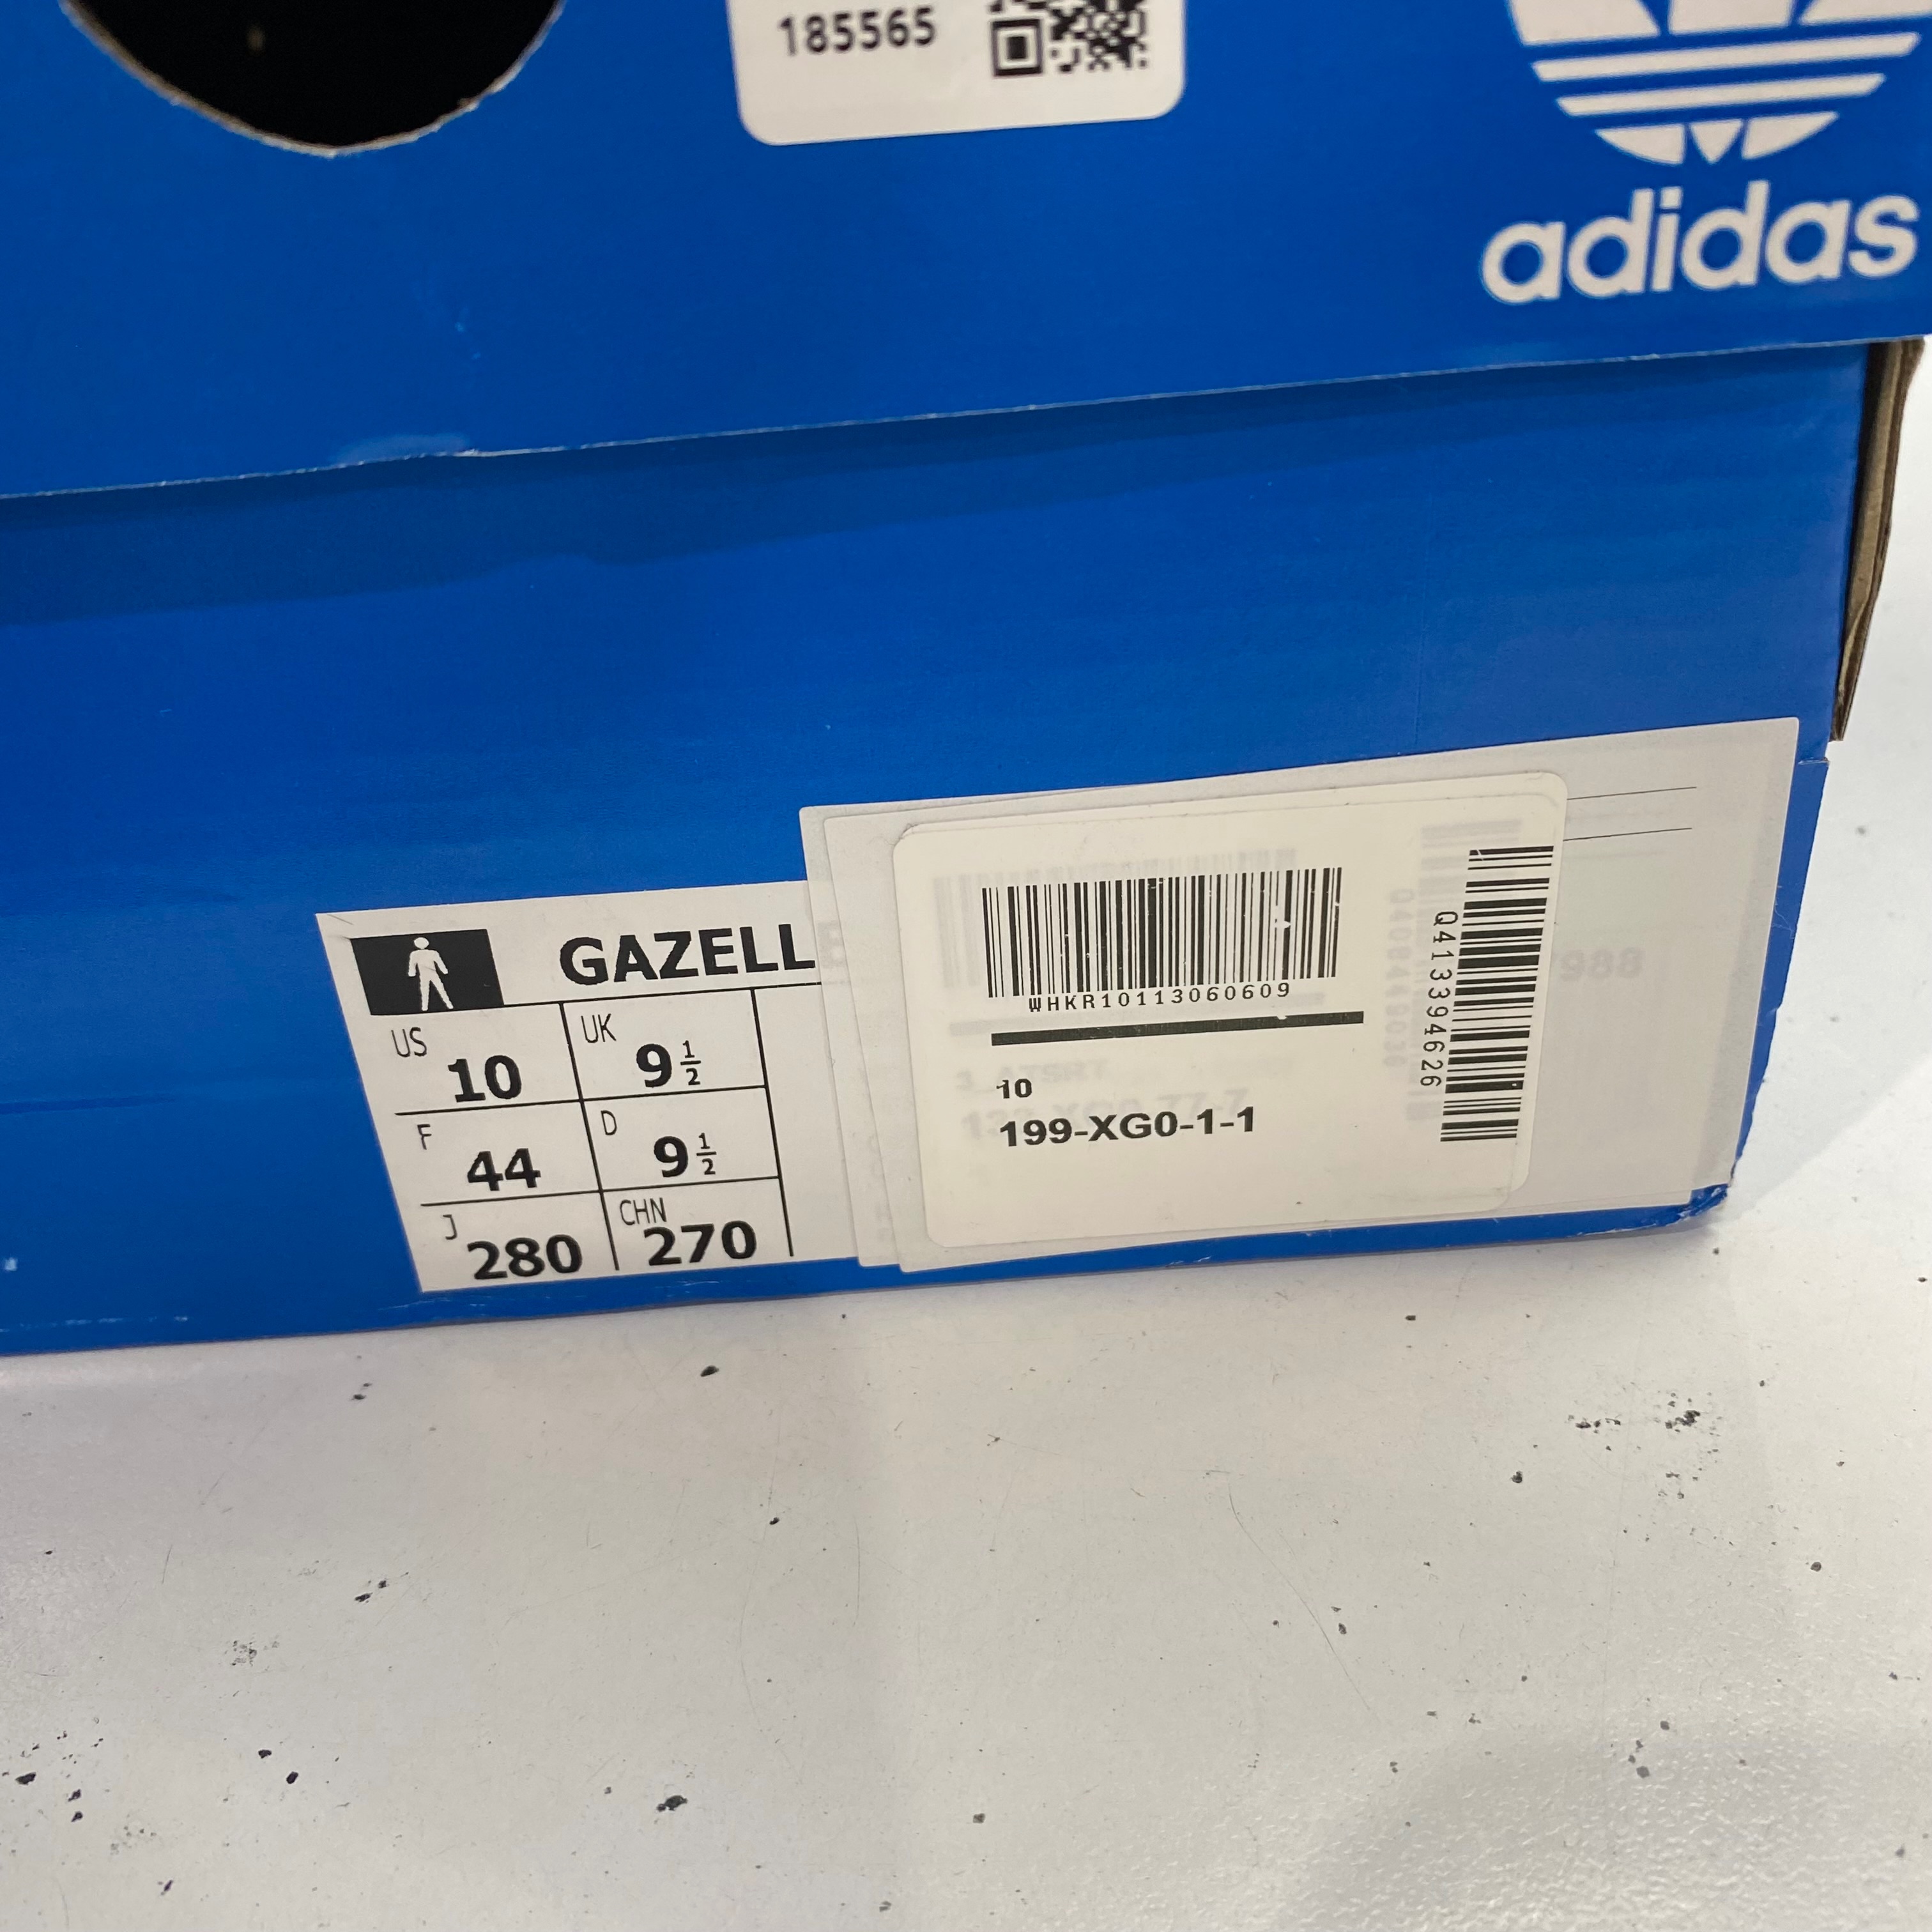 185565
adidas
GAZELL
US 10 UK 9 1/2
F 44 D 9 1/2
J 280 CHN 270
WHKR10113060609
10
199-XG0-1-1
Q4133944626